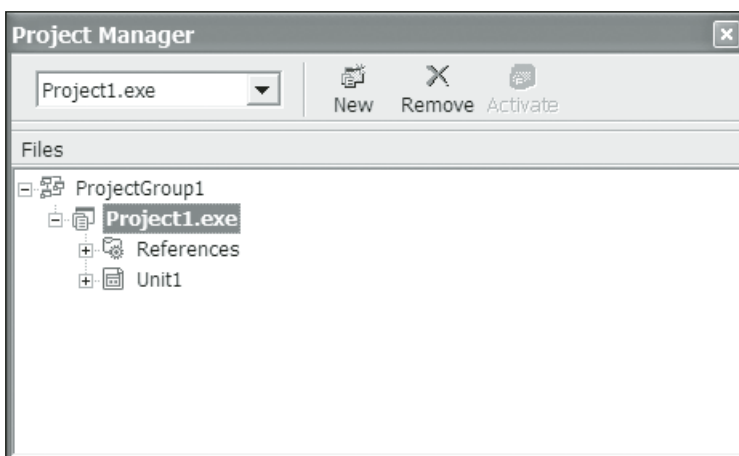 Project Manager
Project1.exe
New Remove Activate
Files
ProjectGroup1
Project1.exe
References
Unit1